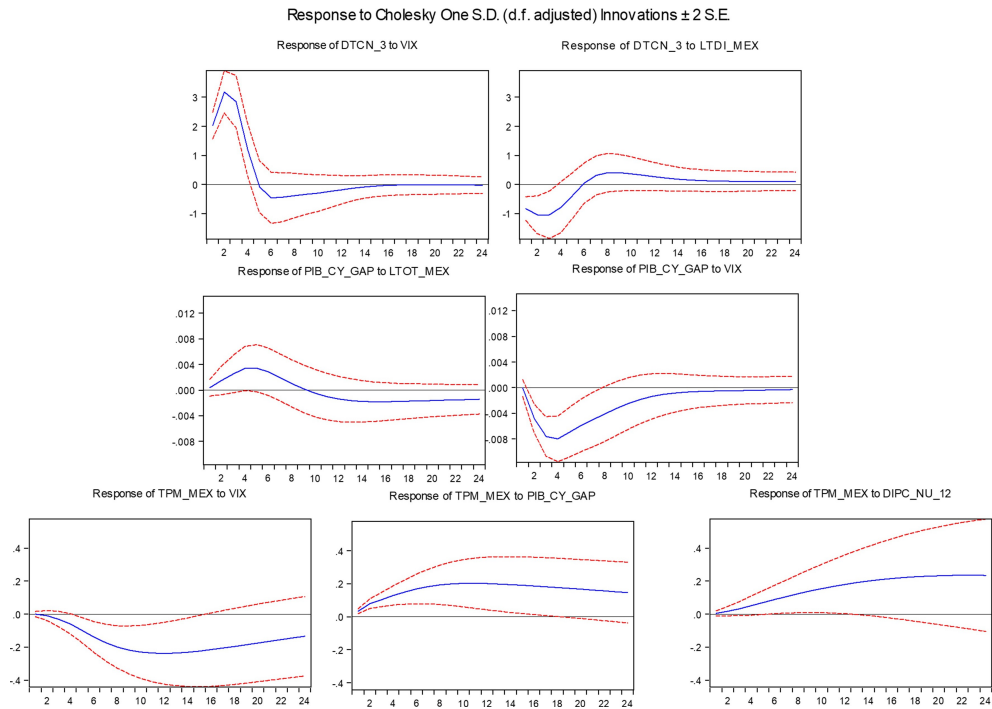 Response to Cholesky One S.D. (d.f. adjusted) Innovations ± 2 S.E.
Response of DTCN_3 to VIX
Response of DTCN_3 to LTDI_MEX
3
2
1
0
-1
2 4 6 8 10 12 14 16 18 20 22 24
3
2
1
0
-1
2 4 6 8 10 12 14 16 18 20 22 24
Response of PIB_CY_GAP to LTOT_MEX
Response of PIB_CY_GAP to VIX
.012
.008
.004
.000
-.004
-.008
2 4 6 8 10 12 14 16 18 20 22 24
.012
.008
.004
.000
.004
.008
2 4 6 8 10 12 14 16 18 20 22 24
Response of TPM_MEX to VIX
Response of TPM_MEX to PIB_CY_GAP
Response of TPM_MEX to DIPC_NU_12
.4
.2
.0
-.2
-.4
2 4 6 8 10 12 14 16 18 20 22 24
.4
.2
.0
-.2
-.4
2 4 6 8 10 12 14 16 18 20 22 24
.4
.2
.0
-.2
-.4
2 4 6 8 10 12 14 16 18 20 22 24